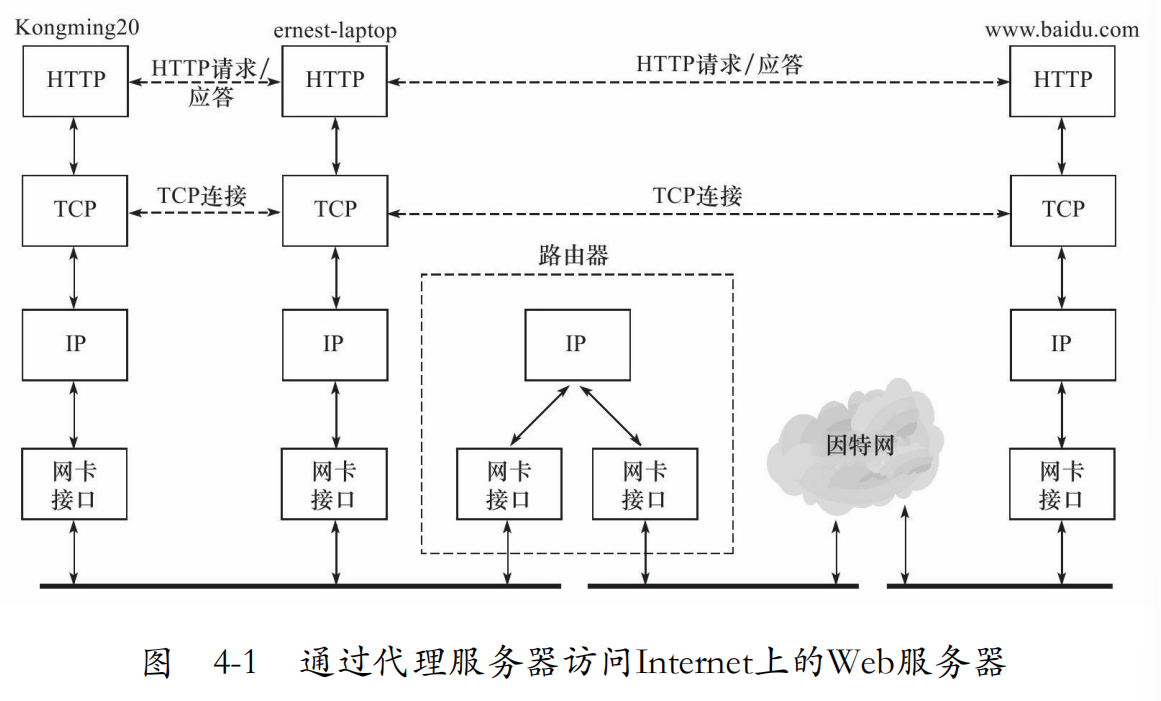 Kongming20
ernest-laptop
www.baidu.com
HTTP
HTTP请求/
应答
HTTP
HTTP请求/应答
HTTP
TCP
TCP连接
TCP
TCP连接
TCP
路由器
IP
IP
IP
IP
因特网
网卡
接口
网卡
接口
网卡
接口
网卡
接口
网卡
接口
图 4-1 通过代理服务器访问Internet上的Web服务器